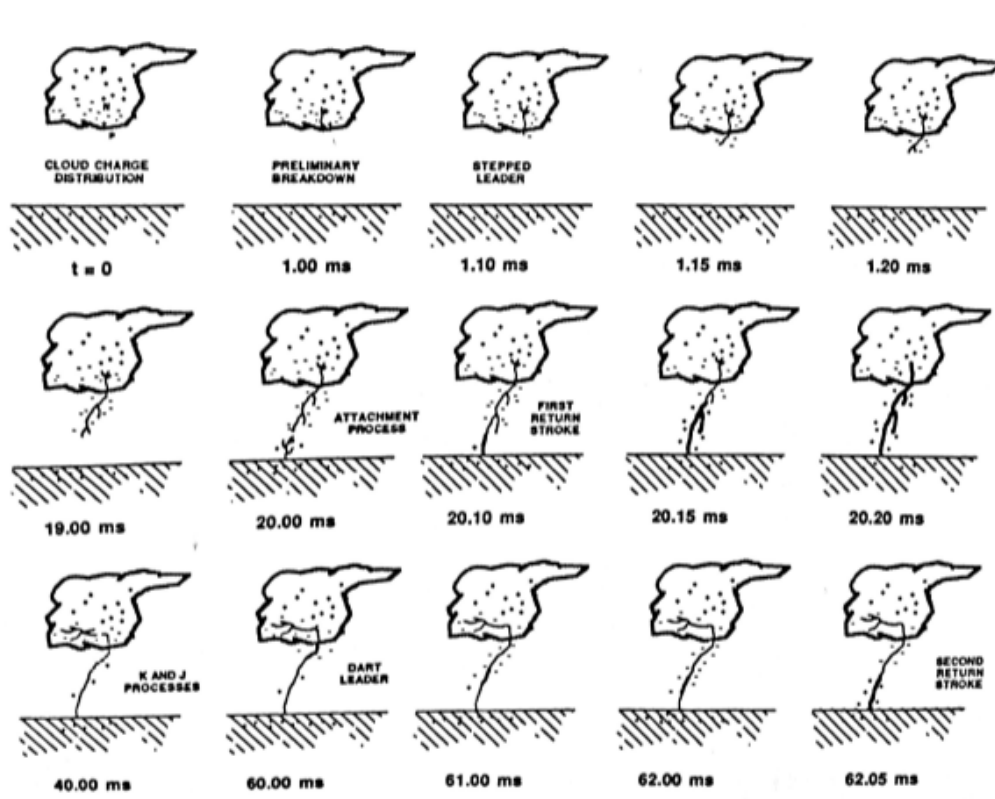 P
N
P
CLOUD CHARGE
DISTRIBUTION
PRELIMINARY
BREAKDOWN
STEPPED
LEADER
t = 0
1.00 ms
1.10 ms
1.15 ms
1.20 ms
ATTACHMENT
PROCESS
FIRST
RETURN
STROKE
19.00 ms
20.00 ms
20.10 ms
20.15 ms
20.20 ms
K AND J
PROCESSES
DART
LEADER
SECOND
RETURN
STROKE
40.00 ms
60.00 ms
61.00 ms
62.00 ms
62.05 ms